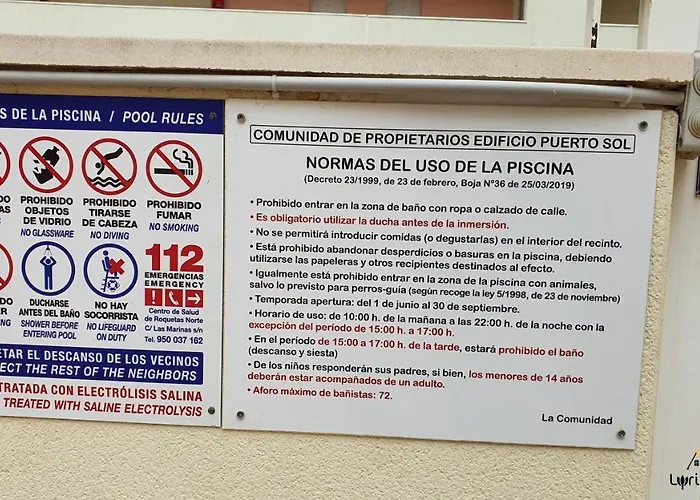 S DE LA PISCINA / POOL RULES
PROHIBIDO
OBJETOS
DE VIDRIO
NO GLASSWARE
PROHIBIDO
TIRARSE
DE CABEZA
NO DIVING
PROHIBIDO
FUMAR
NO SMOKING
DUCHARSE
ANTES DEL BAÑO
SHOWER BEFORE
ENTERING POOL
NO HAY
SOCORRISTA
NO LIFEGUARD
ON DUTY
112
EMERGENCIAS
EMERGENCY
Centro de Salud
de Roquetas Norte
C/ Las Marinas s/n
Tel. 950 037 162
ETAR EL DESCANSO DE LOS VECINOS
ECT THE REST OF THE NEIGHBORS
TRATADA CON ELECTRÓLISIS SALINA
TREATED WITH SALINE ELECTROLYSIS
COMUNIDAD DE PROPIETARIOS EDIFICIO PUERTO SOL
NORMAS DEL USO DE LA PISCINA
(Decreto 23/1999, de 23 de febrero, Boja Nº36 de 25/03/2019)
• Prohibido entrar en la zona de baño con ropa o calzado de calle.
• Es obligatorio utilizar la ducha antes de la inmersión.
• No se permitirá introducir comidas (o degustarlas) en el interior del recinto.
• Está prohibido abandonar desperdicios o basuras en la piscina, debiendo
utilizarse las papeleras y otros recipientes destinados al efecto.
• Igualmente está prohibido entrar en la zona de la piscina con animales,
salvo lo previsto para perros-guía (según recoge la ley 5/1998, de 23 de noviembre)
• Temporada apertura: del 1 de junio al 30 de septiembre.
• Horario de uso: de 10:00 h. de la mañana a las 22:00 h. de la noche con la
excepción del período de 15:00 h. a 17:00 h.
• En el período de 15:00 a 17:00 h. de la tarde, estará prohibido el baño
(descanso y siesta)
• De los niños responderán sus padres, si bien, los menores de 14 años
deberán estar acompañados de un adulto.
• Aforo máximo de bañistas: 72.
La Comunidad